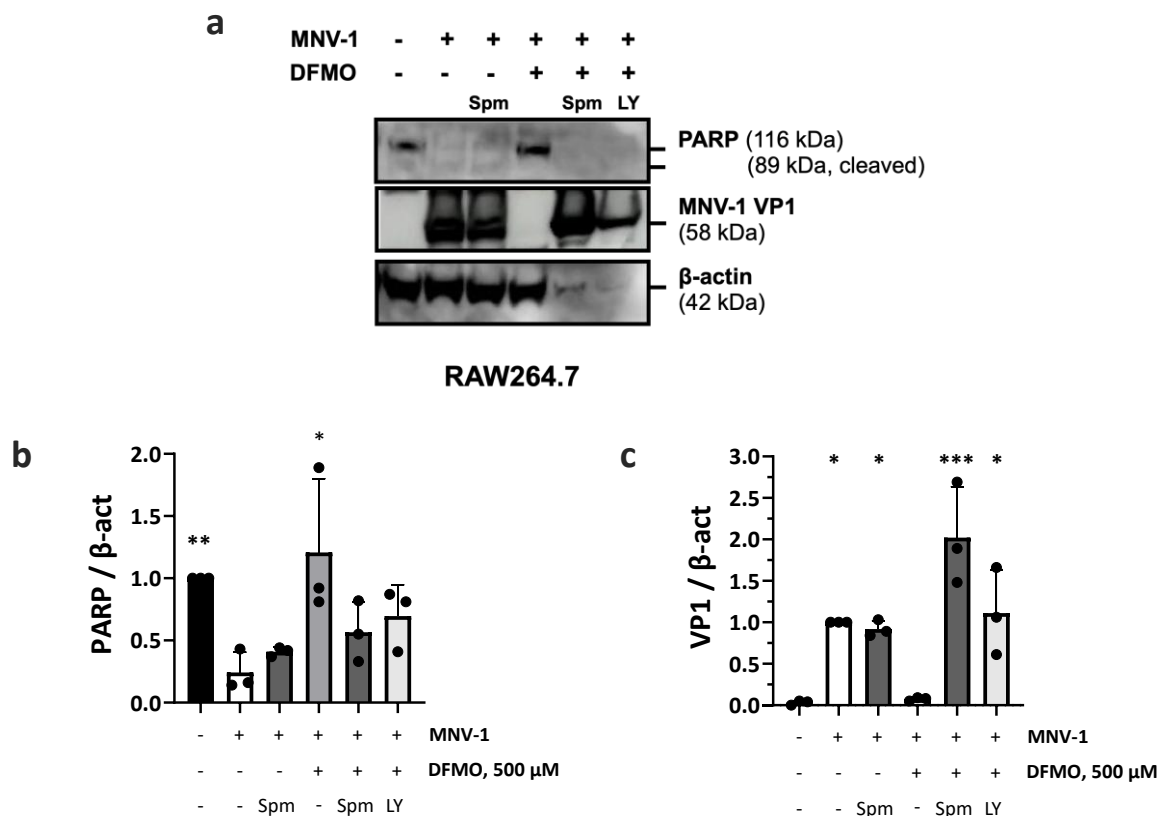 a
MNV-1 - + + + + +
DFMO - - - + + +
Spm Spm LY
PARP (116 kDa)
(89 kDa, cleaved)
MNV-1 VP1
(58 kDa)
β-actin
(42 kDa)
RAW264.7
b
PARP / β-act
2.0
1.5
1.0
0.5
0.0
** *
- + + + + + MNV-1
- - - + + + DFMO, 500 μM
- - Spm - Spm LY
c
VP1 / β-act
3.0
2.5
2.0
1.5
1.0
0.5
0.0
* * *** *
- + + + + + MNV-1
- - - + + + DFMO, 500 μM
- - Spm - Spm LY